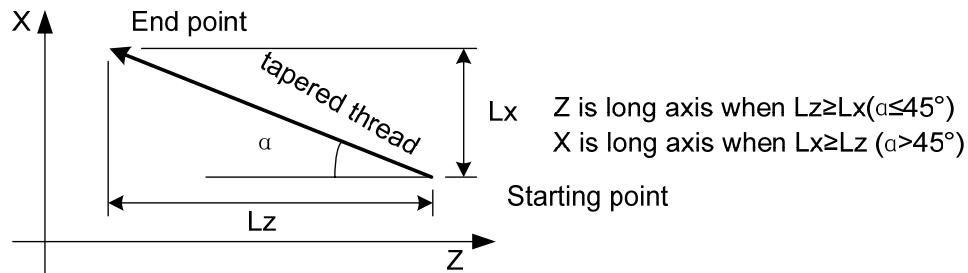 X
End point
tapered thread
Lx
Z is long axis when Lz≥Lx(α≤45°)
X is long axis when Lx≥Lz (α>45°)
α
Starting point
Lz
Z